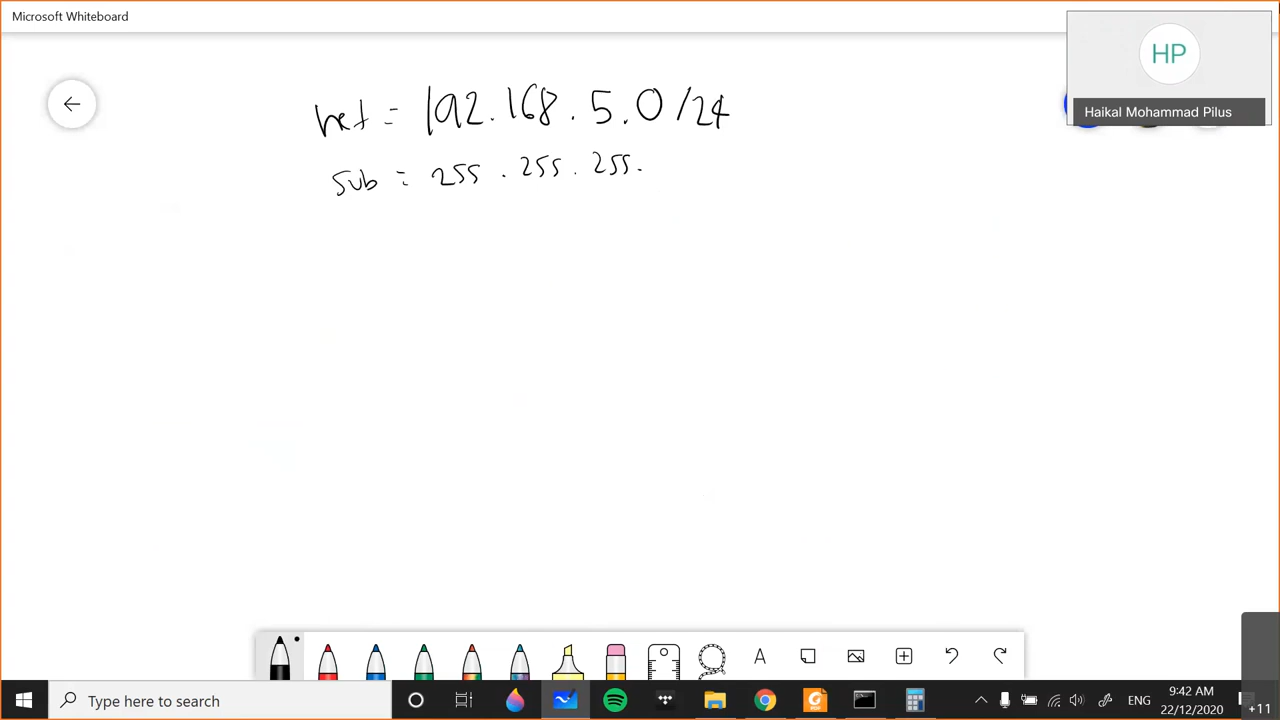 Microsoft Whiteboard
HP
Haikal Mohammad Pilus
net = 192.168.5.0/24
sub = 255.255.255.
A
Type here to search
ENG
9:42 AM
22/12/2020
+11